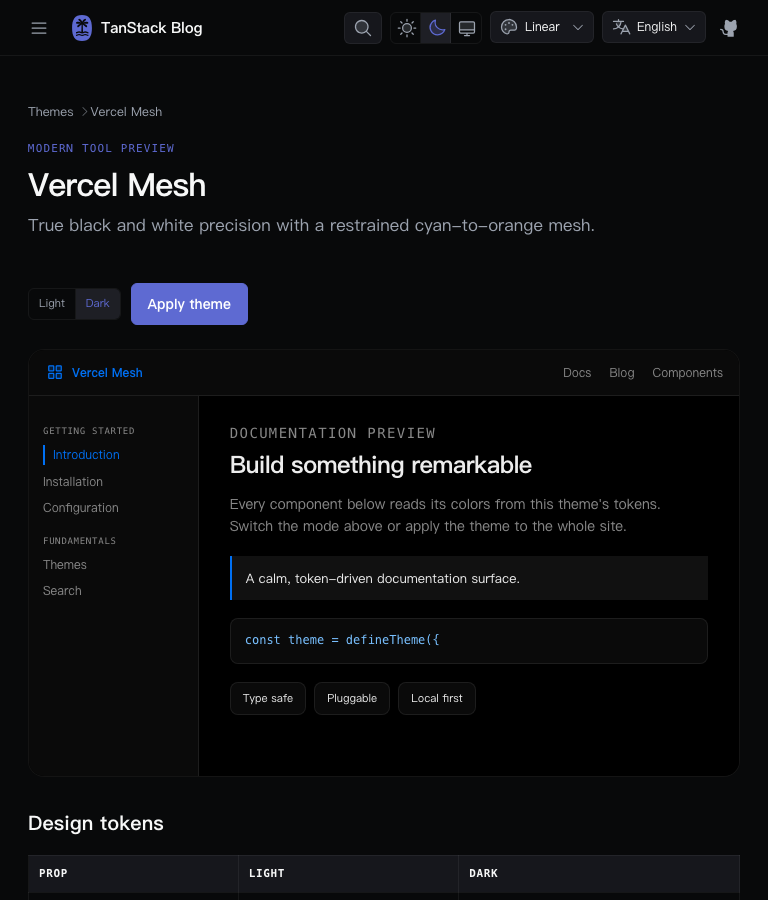 TanStack Blog
Linear
English
Themes
Vercel Mesh
MODERN TOOL PREVIEW
Vercel Mesh
True black and white precision with a restrained cyan-to-orange mesh.
Light
Dark
Apply theme
Vercel Mesh
Docs
Blog
Components
GETTING STARTED
Introduction
Installation
Configuration
FUNDAMENTALS
Themes
Search
DOCUMENTATION PREVIEW
Build something remarkable
Every component below reads its colors from this theme's tokens.
Switch the mode above or apply the theme to the whole site.
A calm, token-driven documentation surface.
const theme = defineTheme({
Type safe
Pluggable
Local first
Design tokens
PROP
LIGHT
DARK